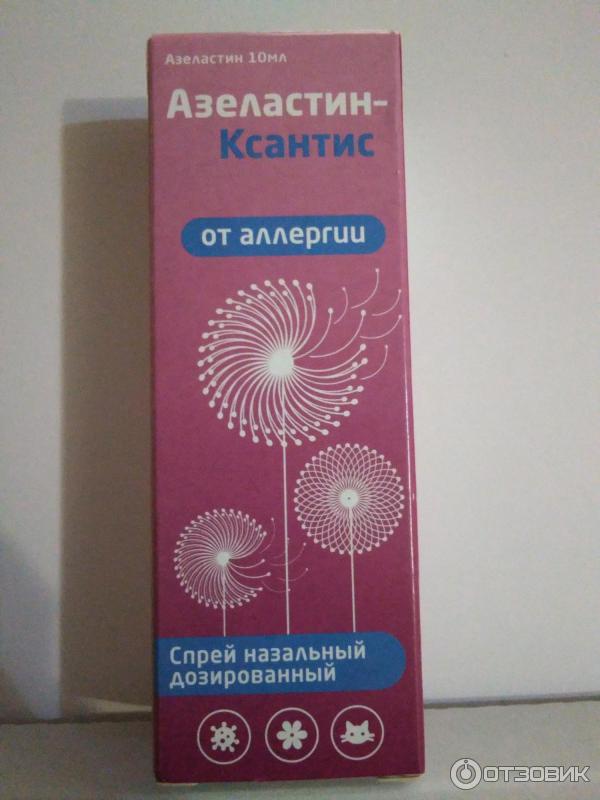 Азеластин 10мл
Азеластин-
Ксантис
от аллергии
Спрей назальный
дозированный
ОТЗОВИК